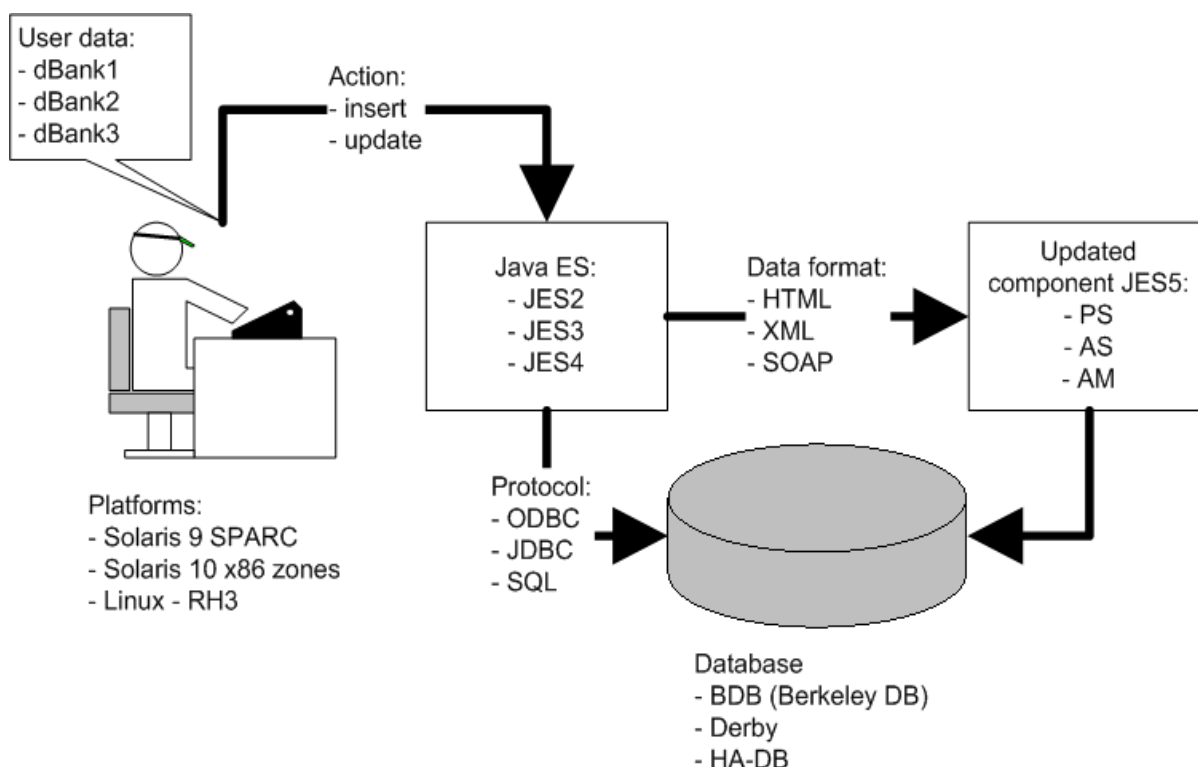 User data:
- dBank1
- dBank2
- dBank3
Action:
- insert
- update
Java ES:
- JES2
- JES3
- JES4
Data format:
- HTML
- XML
- SOAP
Updated
component JES5:
- PS
- AS
- AM
Platforms:
- Solaris 9 SPARC
- Solaris 10 x86 zones
- Linux - RH3
Protocol:
- ODBC
- JDBC
- SQL
Database
- BDB (Berkeley DB)
- Derby
- HA-DB